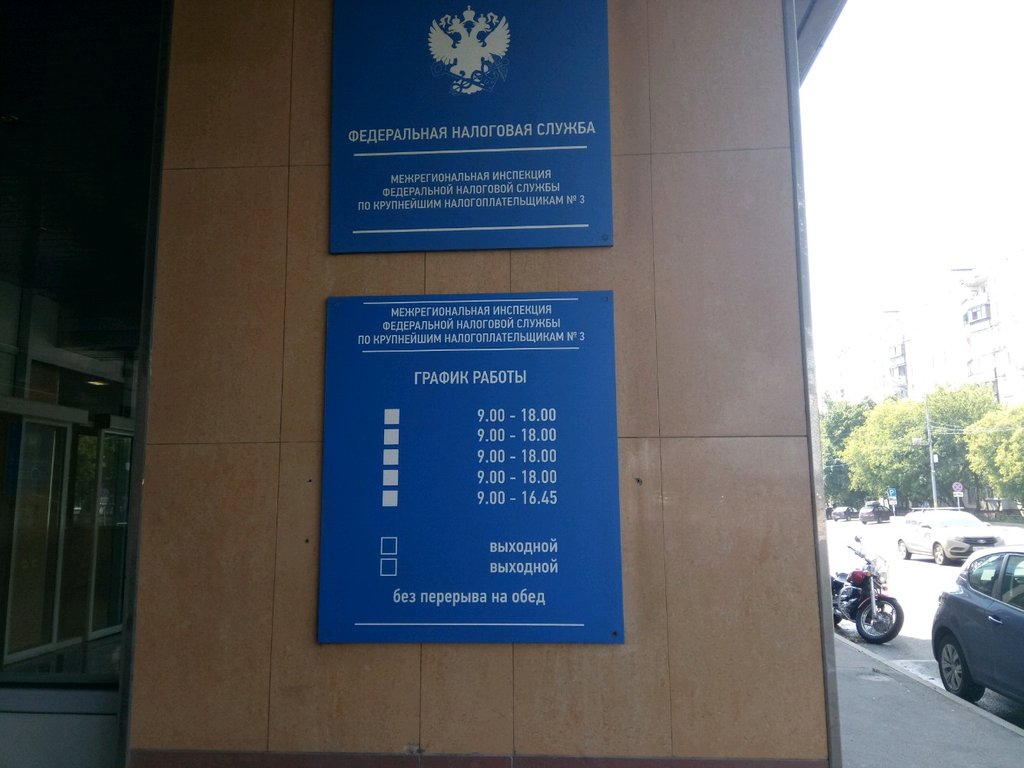 ФЕДЕРАЛЬНАЯ НАЛОГОВАЯ СЛУЖБА
МЕЖРЕГИОНАЛЬНАЯ ИНСПЕКЦИЯ
ФЕДЕРАЛЬНОЙ НАЛОГОВОЙ СЛУЖБЫ
ПО КРУПНЕЙШИМ НАЛОГОПЛАТЕЛЬЩИКАМ № 3
МЕЖРЕГИОНАЛЬНАЯ ИНСПЕКЦИЯ
ФЕДЕРАЛЬНОЙ НАЛОГОВОЙ СЛУЖБЫ
ПО КРУПНЕЙШИМ НАЛОГОПЛАТЕЛЬЩИКАМ № 3
ГРАФИК РАБОТЫ
9.00 - 18.00
9.00 - 18.00
9.00 - 18.00
9.00 - 18.00
9.00 - 16.45
выходной
выходной
без перерыва на обед
P